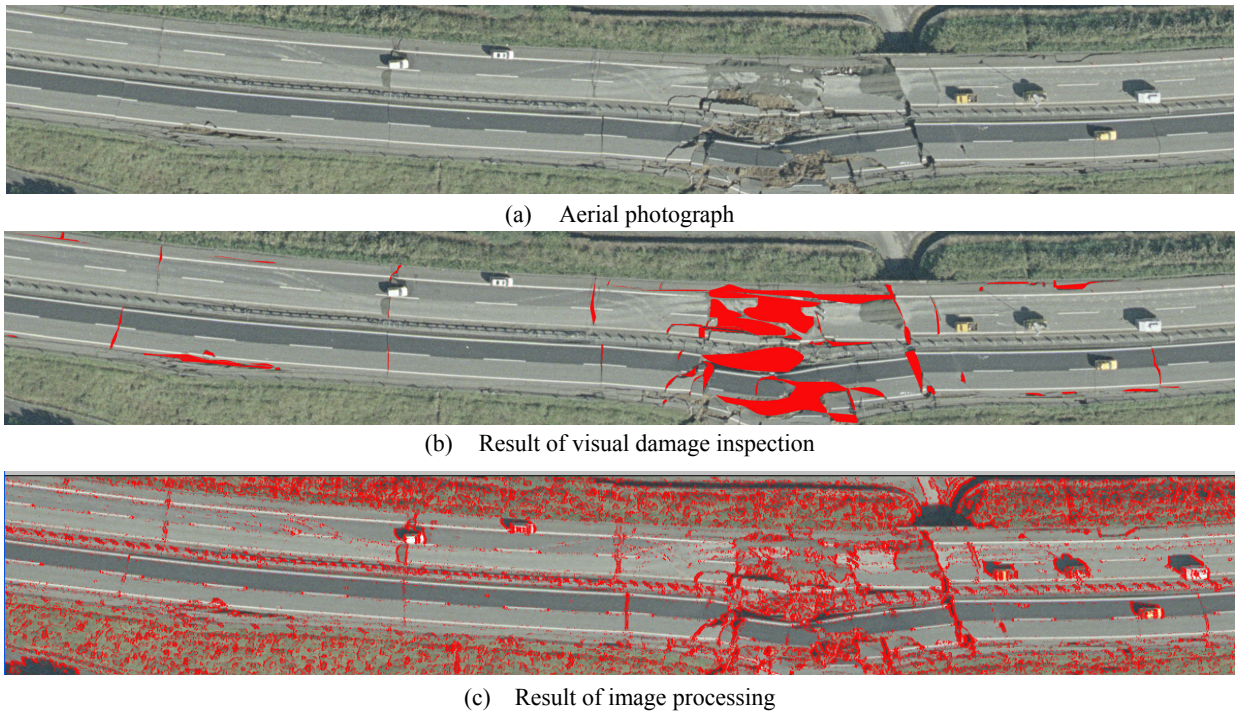 (a) Aerial photograph
(b) Result of visual damage inspection
(c) Result of image processing